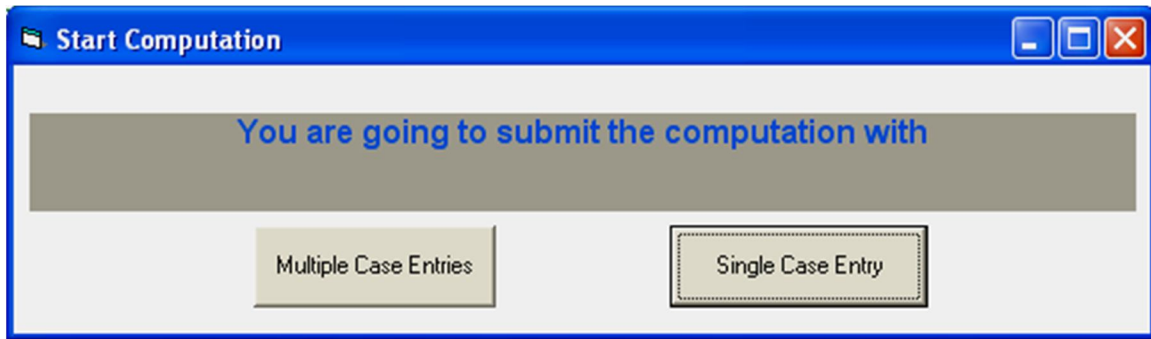 Start Computation
You are going to submit the computation with
Multiple Case Entries
Single Case Entry